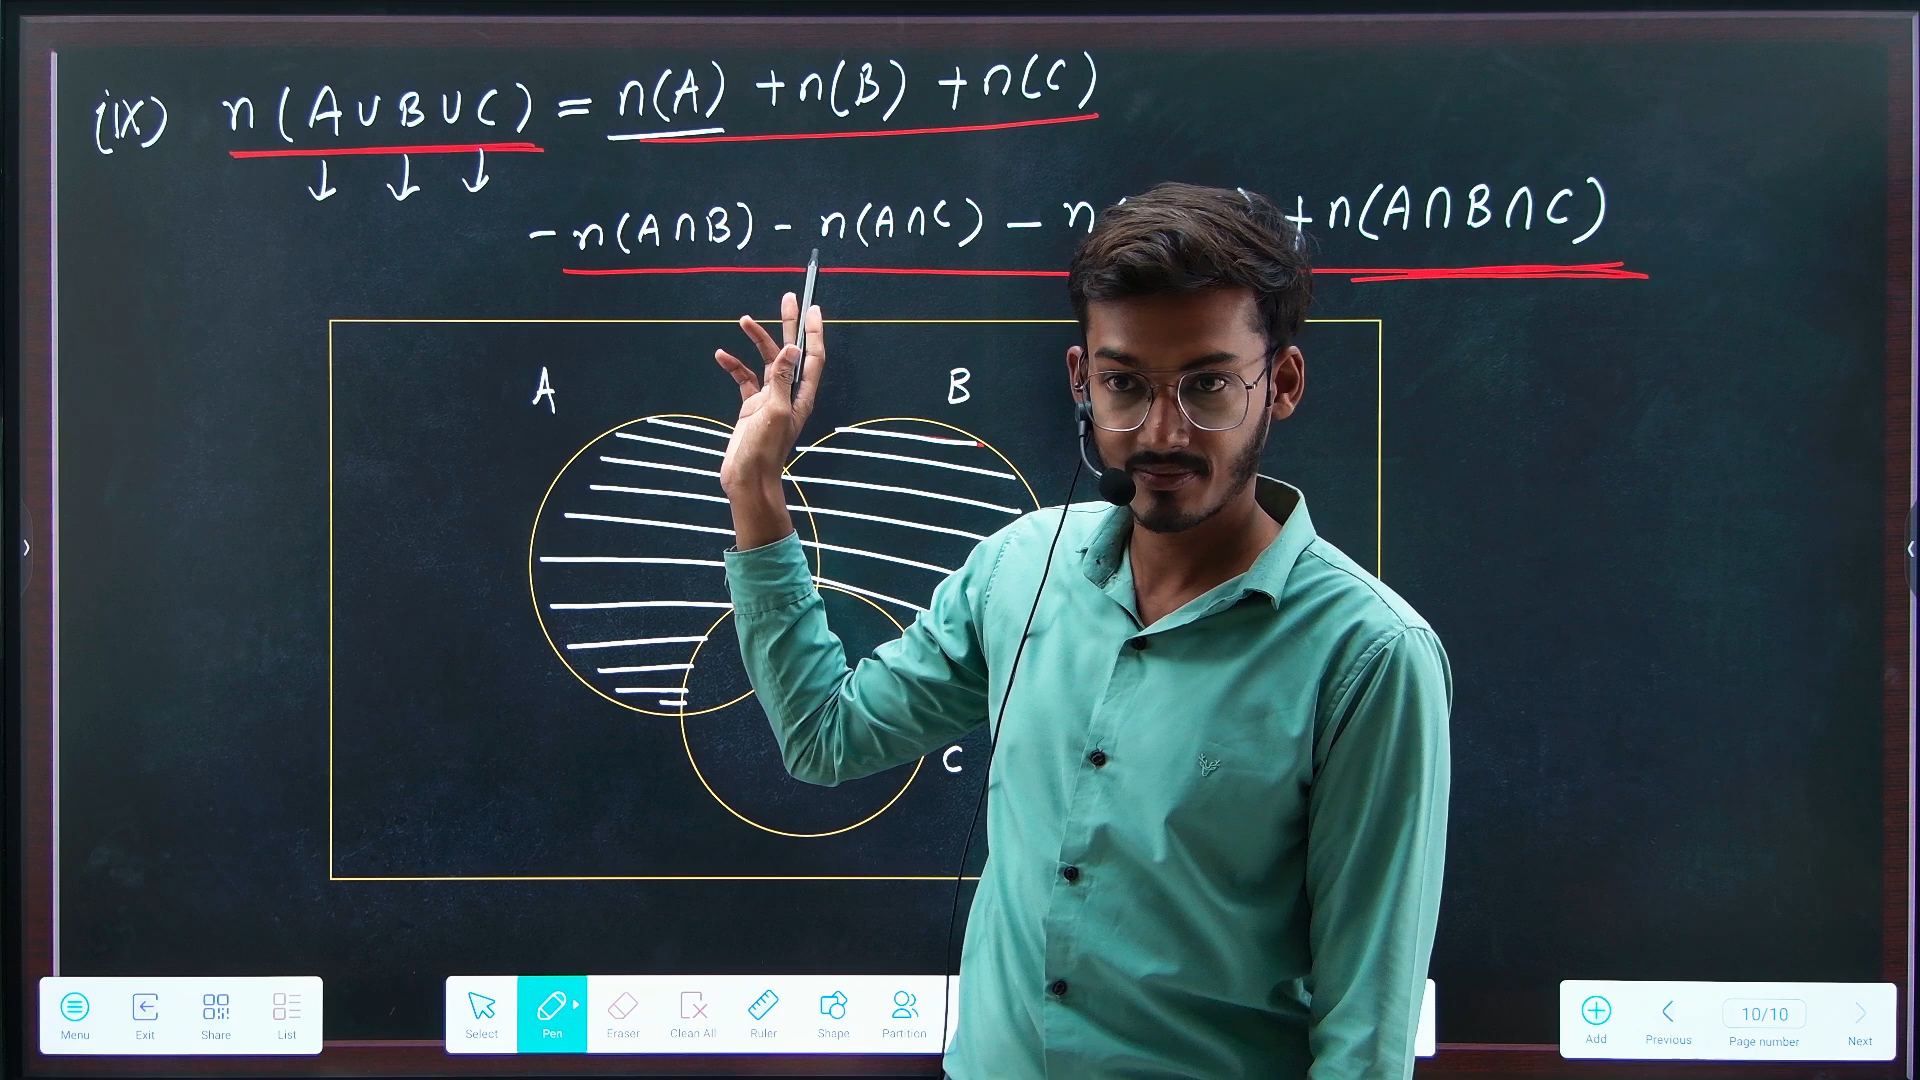 (ix) n(A∪B∪C) = n(A) + n(B) + n(C)
- n(A∩B) - n(A∩C) - n( + n(A∩B∩C)
A
B
C
Menu Exit Share List Select Pen Eraser Clean All Ruler Shape Partition Add Previous 10/10 Page number Next